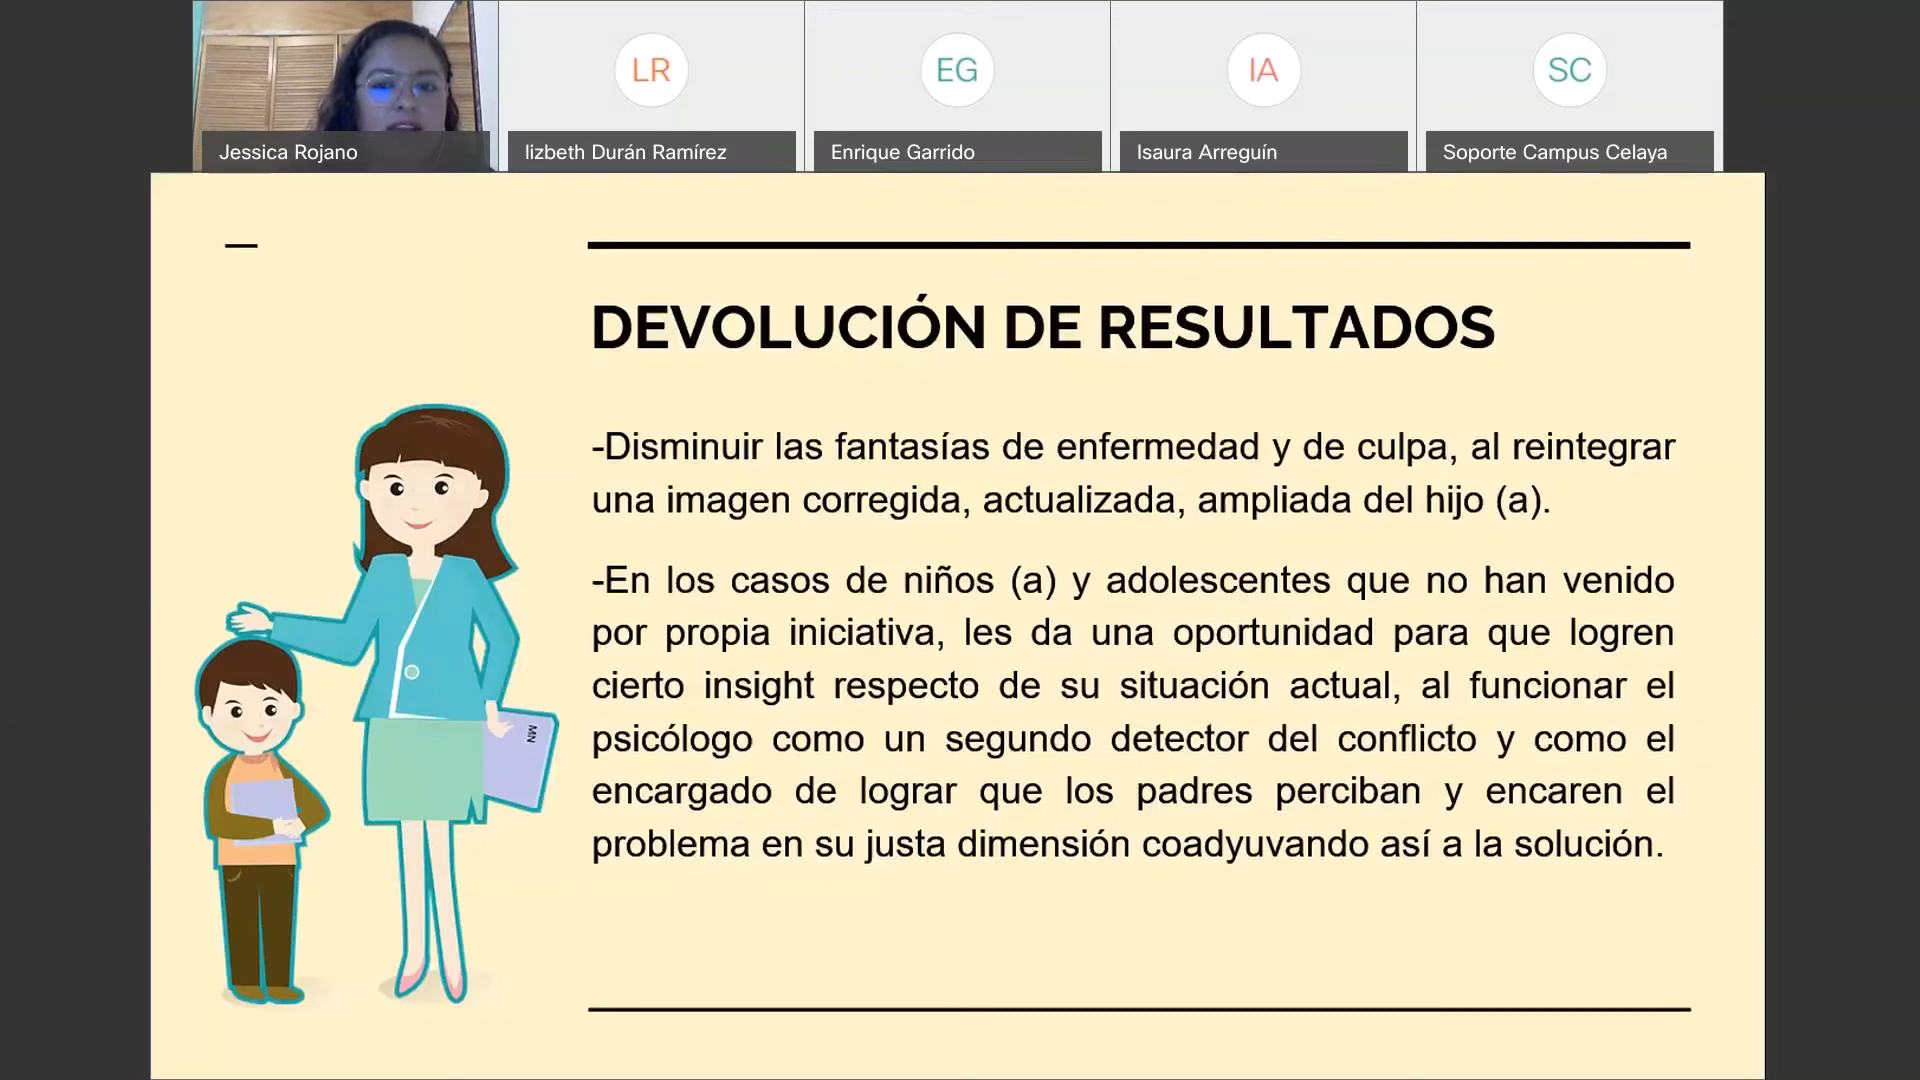 LR
EG
IA
SC
Jessica Rojano
lizbeth Durán Ramírez
Enrique Garrido
Isaura Arreguín
Soporte Campus Celaya
DEVOLUCIÓN DE RESULTADOS
-Disminuir las fantasías de enfermedad y de culpa, al reintegrar
una imagen corregida, actualizada, ampliada del hijo (a).
-En los casos de niños (a) y adolescentes que no han venido
por propia iniciativa, les da una oportunidad para que logren
cierto insight respecto de su situación actual, al funcionar el
psicólogo como un segundo detector del conflicto y como el
encargado de lograr que los padres perciban y encaren el
problema en su justa dimensión coadyuvando así a la solución.
MN